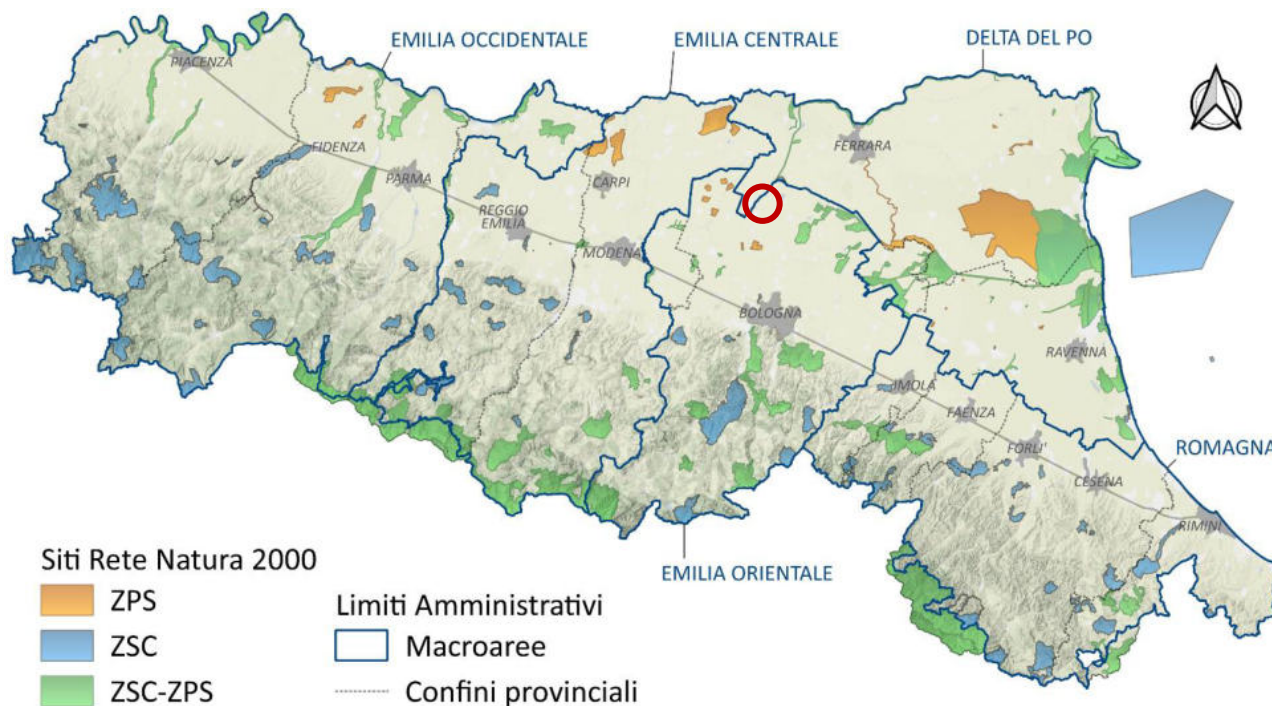 EMILIA OCCIDENTALE
EMILIA CENTRALE
DELTA DEL PO
PIACENZA
FIDENZA
PARMA
REGGIO
EMILIA
CARPI
MODENA
FERRARA
BOLOGNA
RAVENNA
IMOLA
FAENZA
FORLI'
CESENA
RIMINI
ROMAGNA
EMILIA ORIENTALE
Siti Rete Natura 2000
ZPS
ZSC
ZSC-ZPS
Limiti Amministrativi
Macroaree
Confini provinciali